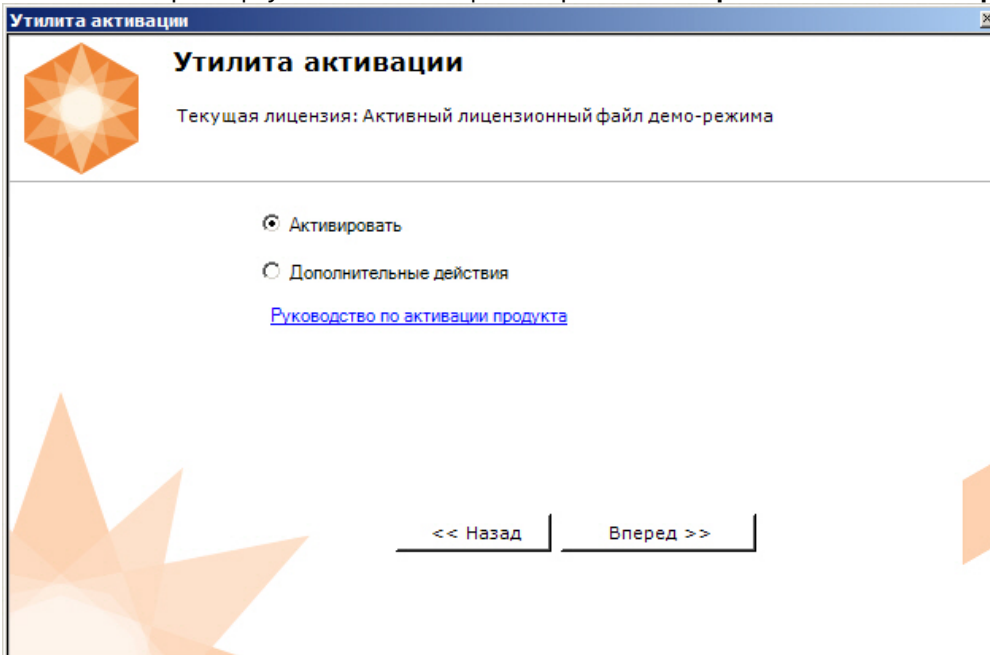 Утилита активации
Утилита активации
Текущая лицензия: Активный лицензионный файл демо-режима
Активировать
Дополнительные действия
Руководство по активации продукта
<< Назад
Вперед >>